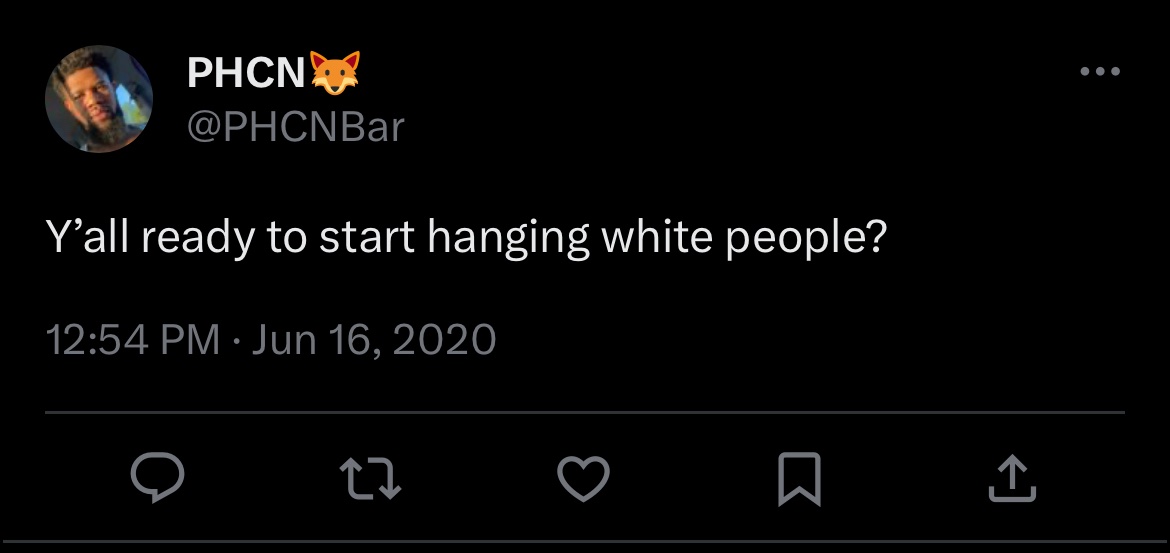 PHCN🦊
@PHCNBar
Y’all ready to start hanging white people?
12:54 PM · Jun 16, 2020